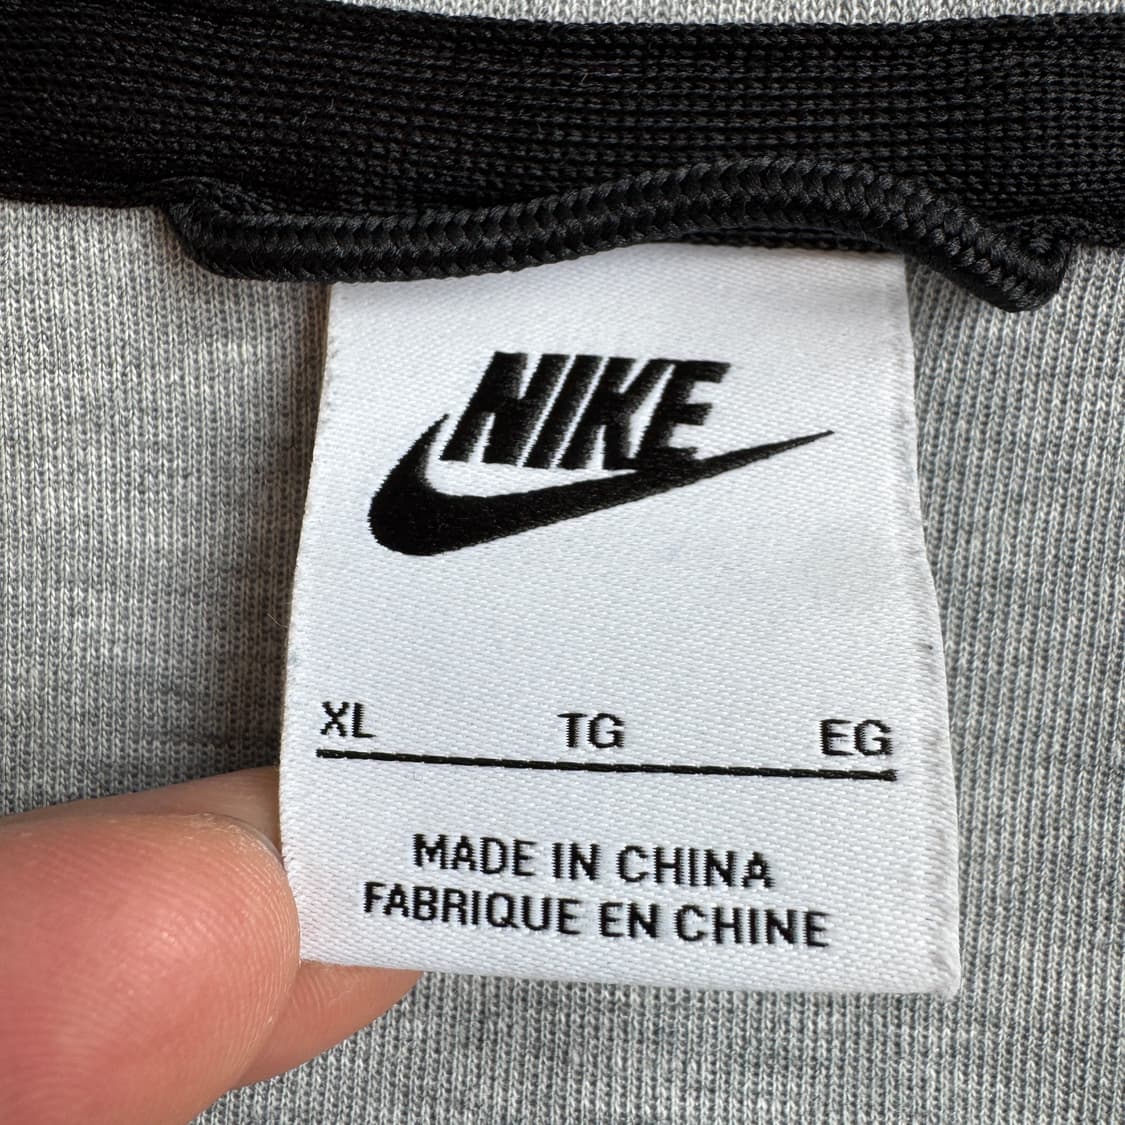 NIKE
XL TG EG
MADE IN CHINA
FABRIQUE EN CHINE